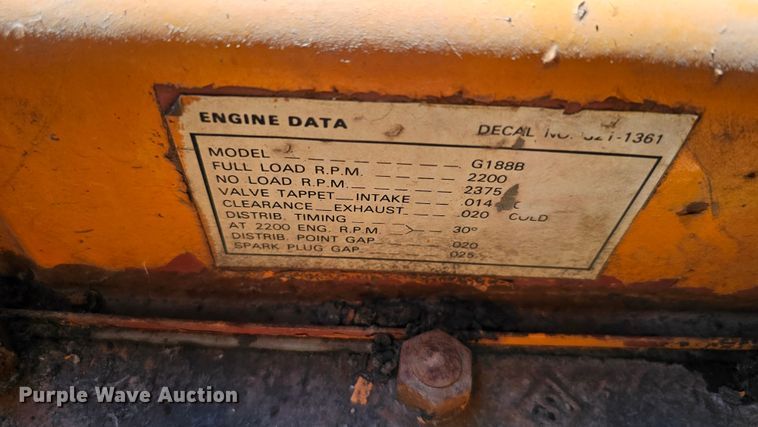 ENGINE DATA DECAL NO. 321-1361
MODEL G188B
FULL LOAD R.P.M. 2200
NO LOAD R.P.M. 2375
VALVE TAPPET INTAKE .014
CLEARANCE EXHAUST .020 COLD
DISTRIB. TIMING
AT 2200 ENG. R.P.M. 30°
DISTRIB. POINT GAP .020
SPARK PLUG GAP .025
Purple Wave Auction